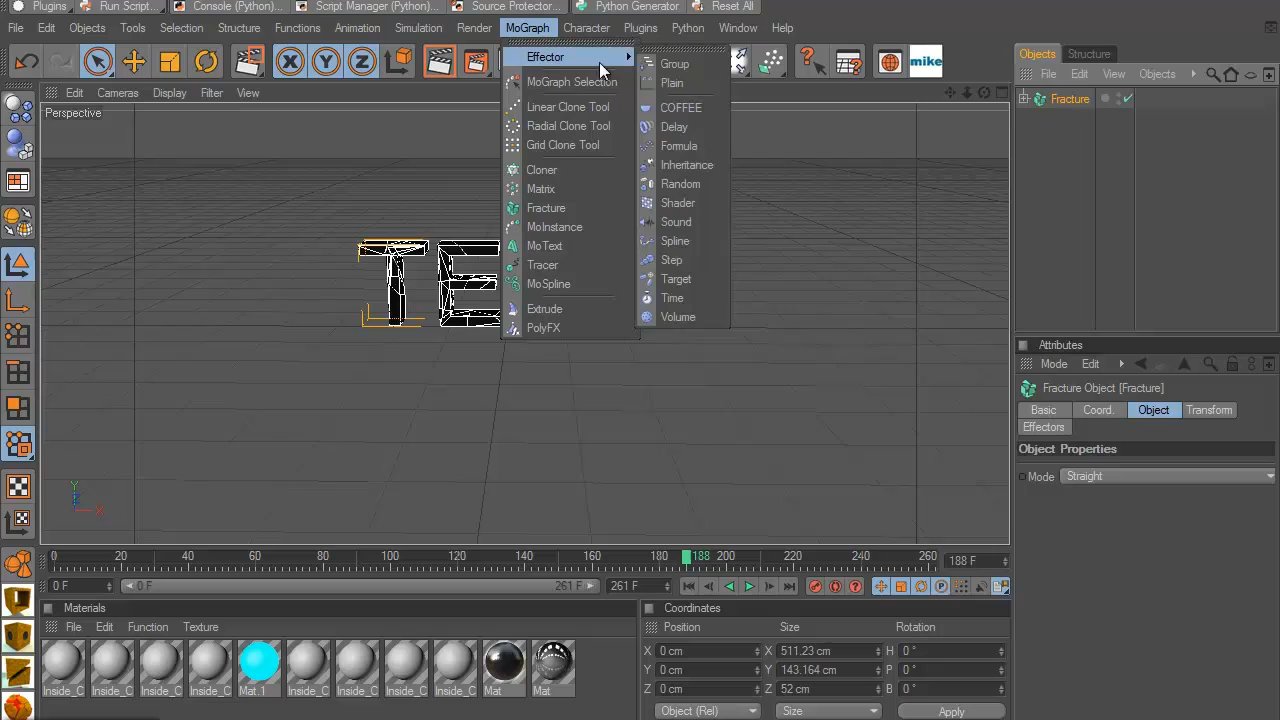 Plugins Run Script... Console (Python)... Script Manager (Python)... Source Protector... Python Generator Reset All
File Edit Objects Tools Selection Structure Functions Animation Simulation Render MoGraph Character Plugins Python Window Help
mike
Edit Cameras Display Filter View
Perspective
Effector
MoGraph Selection
Linear Clone Tool
Radial Clone Tool
Grid Clone Tool
Cloner
Matrix
Fracture
MoInstance
MoText
Tracer
MoSpline
Extrude
PolyFX
Group
Plain
COFFEE
Delay
Formula
Inheritance
Random
Shader
Sound
Spline
Step
Target
Time
Volume
TE
Y
X
Objects Structure
File Edit View Objects
Fracture
Attributes
Mode Edit
Fracture Object [Fracture]
Basic Coord. Object Transform
Effectors
Object Properties
Mode Straight
0 20 40 60 80 100 120 140 160 180 188 200 220 240 260 188 F
0 F 0 F 261 F 261 F
Materials
File Edit Function Texture
Inside_C Inside_C Inside_C Inside_C Mat 1 Inside_C Inside_C Inside_C Inside_C Mat Mat
Coordinates
Position Size Rotation
X 0 cm X 511.23 cm H 0 °
Y 0 cm Y 143.164 cm P 0 °
Z 0 cm Z 52 cm B 0 °
Object (Rel) Size Apply